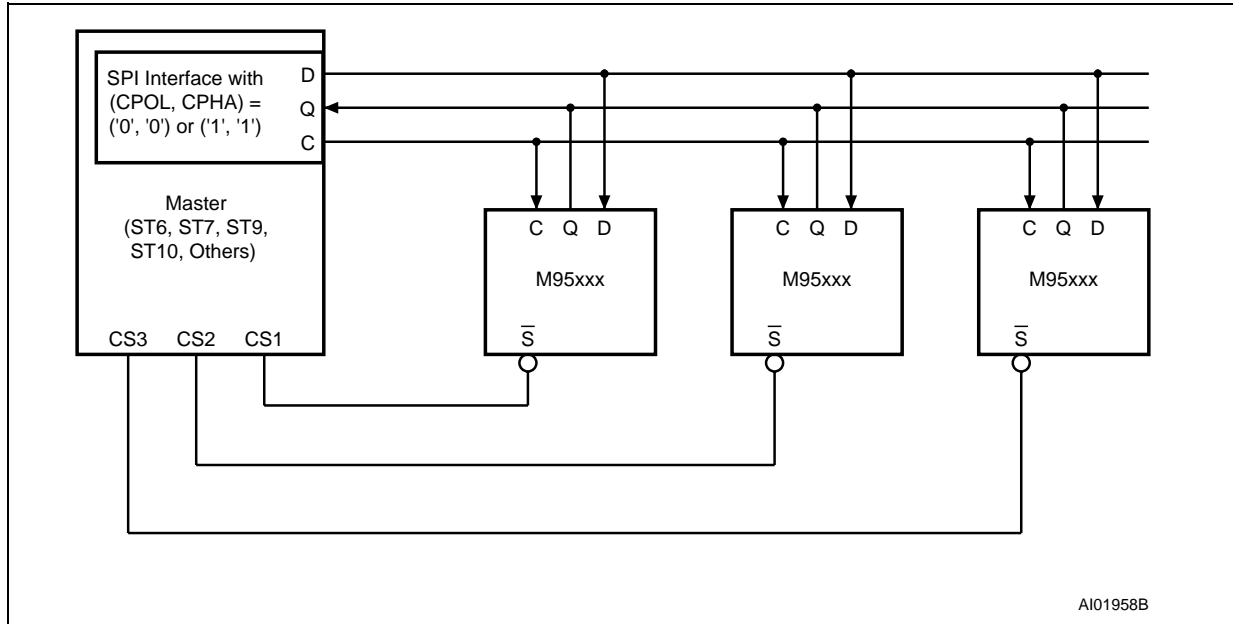 SPI Interface with
(CPOL, CPHA) =
('0', '0') or ('1', '1')
D
Q
C
Master
(ST6, ST7, ST9,
ST10, Others)
CS3 CS2 CS1
C Q D
M95xxx
S̅
C Q D
M95xxx
S̅
C Q D
M95xxx
S̅
AI01958B